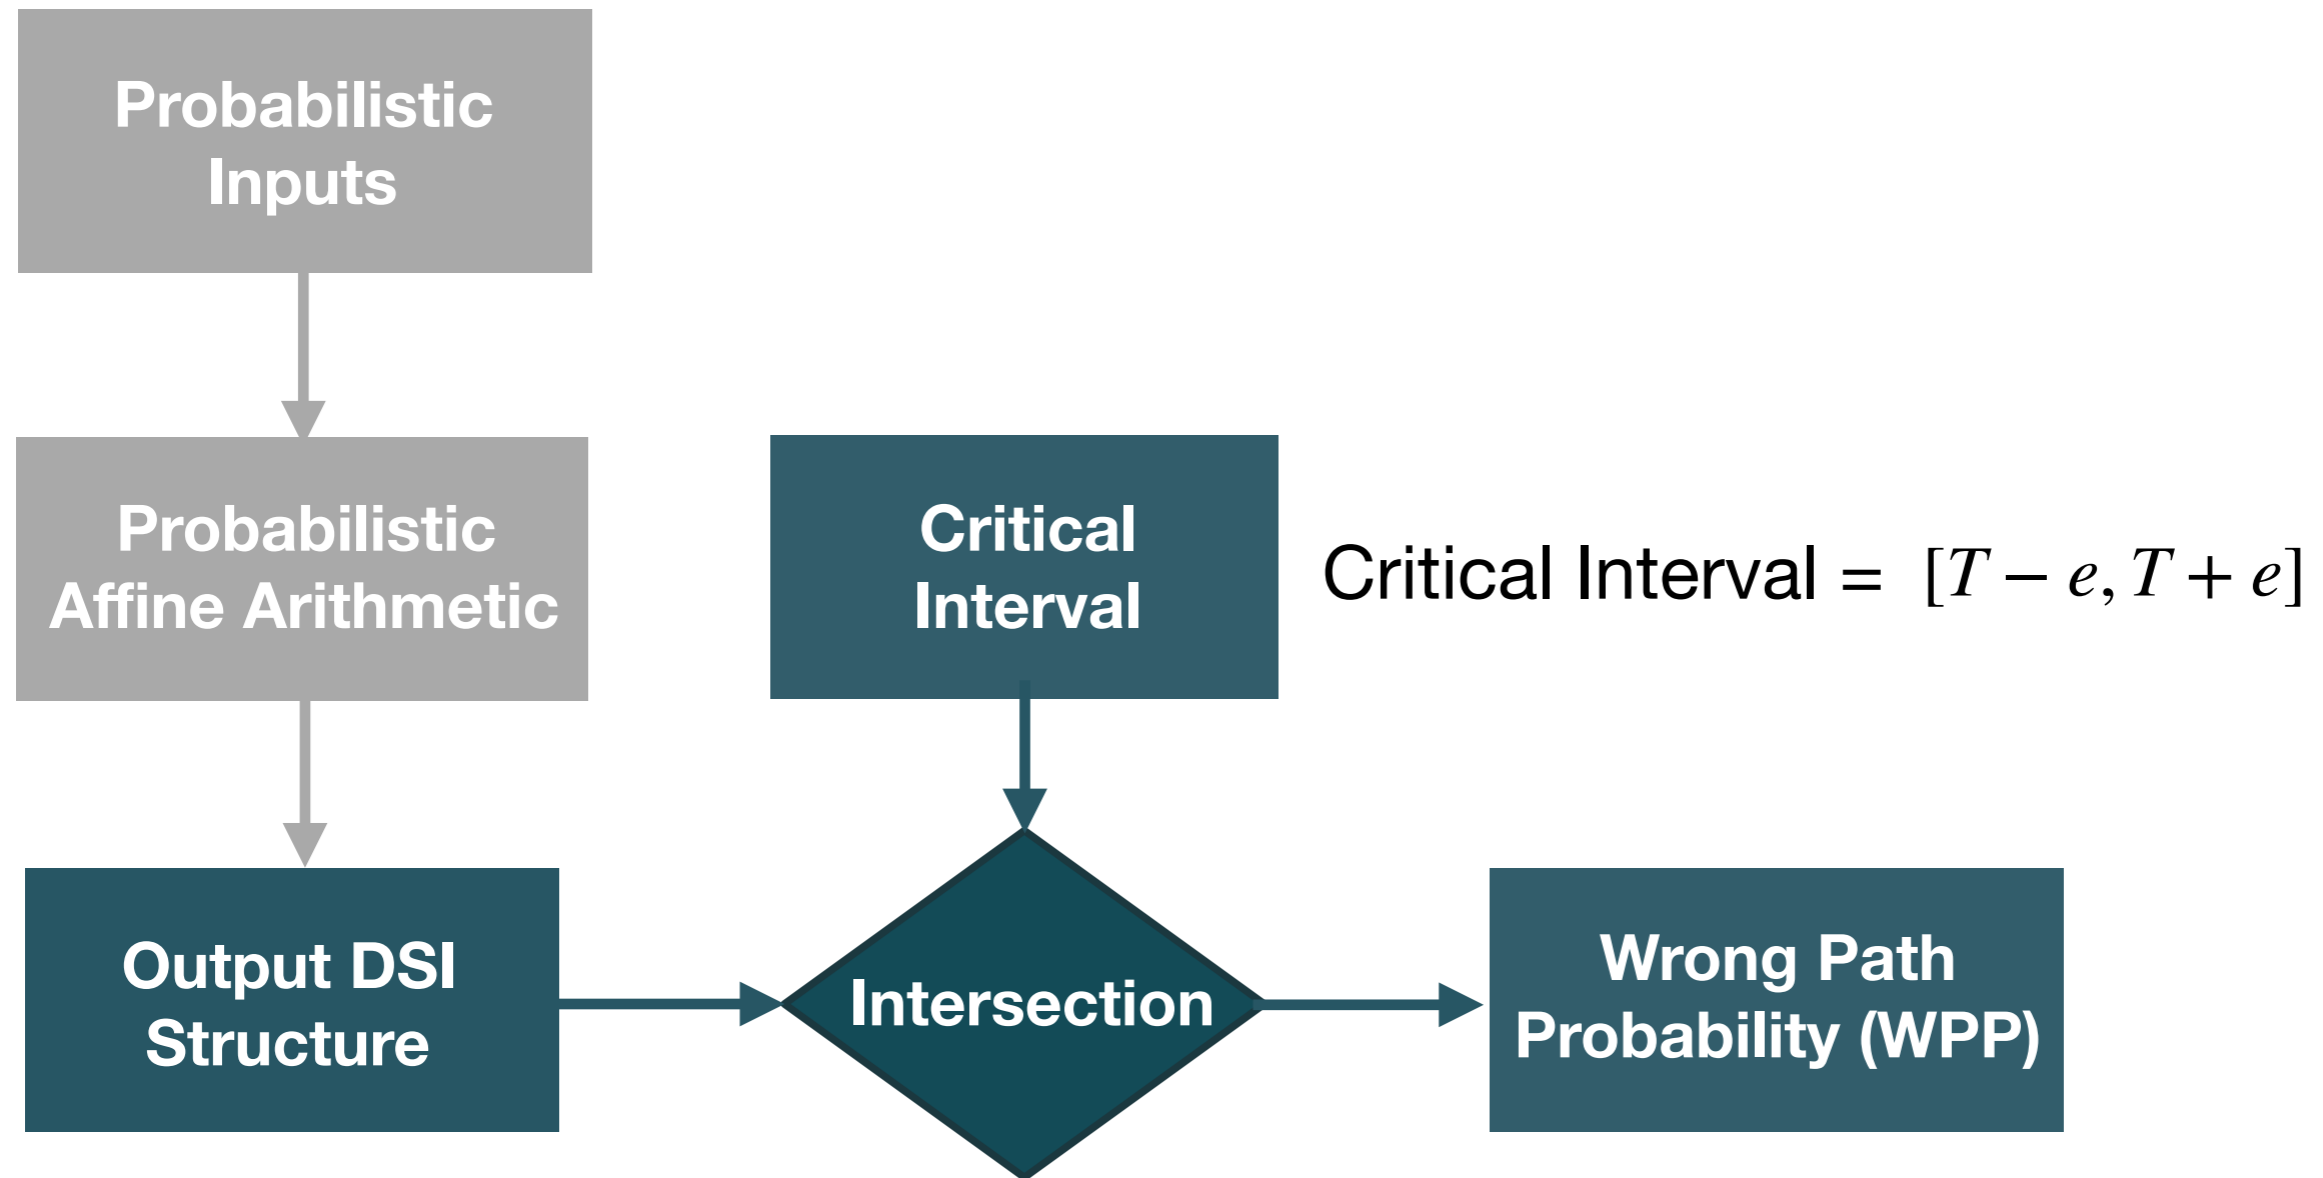 Probabilistic
Inputs
Probabilistic
Affine Arithmetic
Critical
Interval
Critical Interval = [T − e, T + e]
Output DSI
Structure
Intersection
Wrong Path
Probability (WPP)